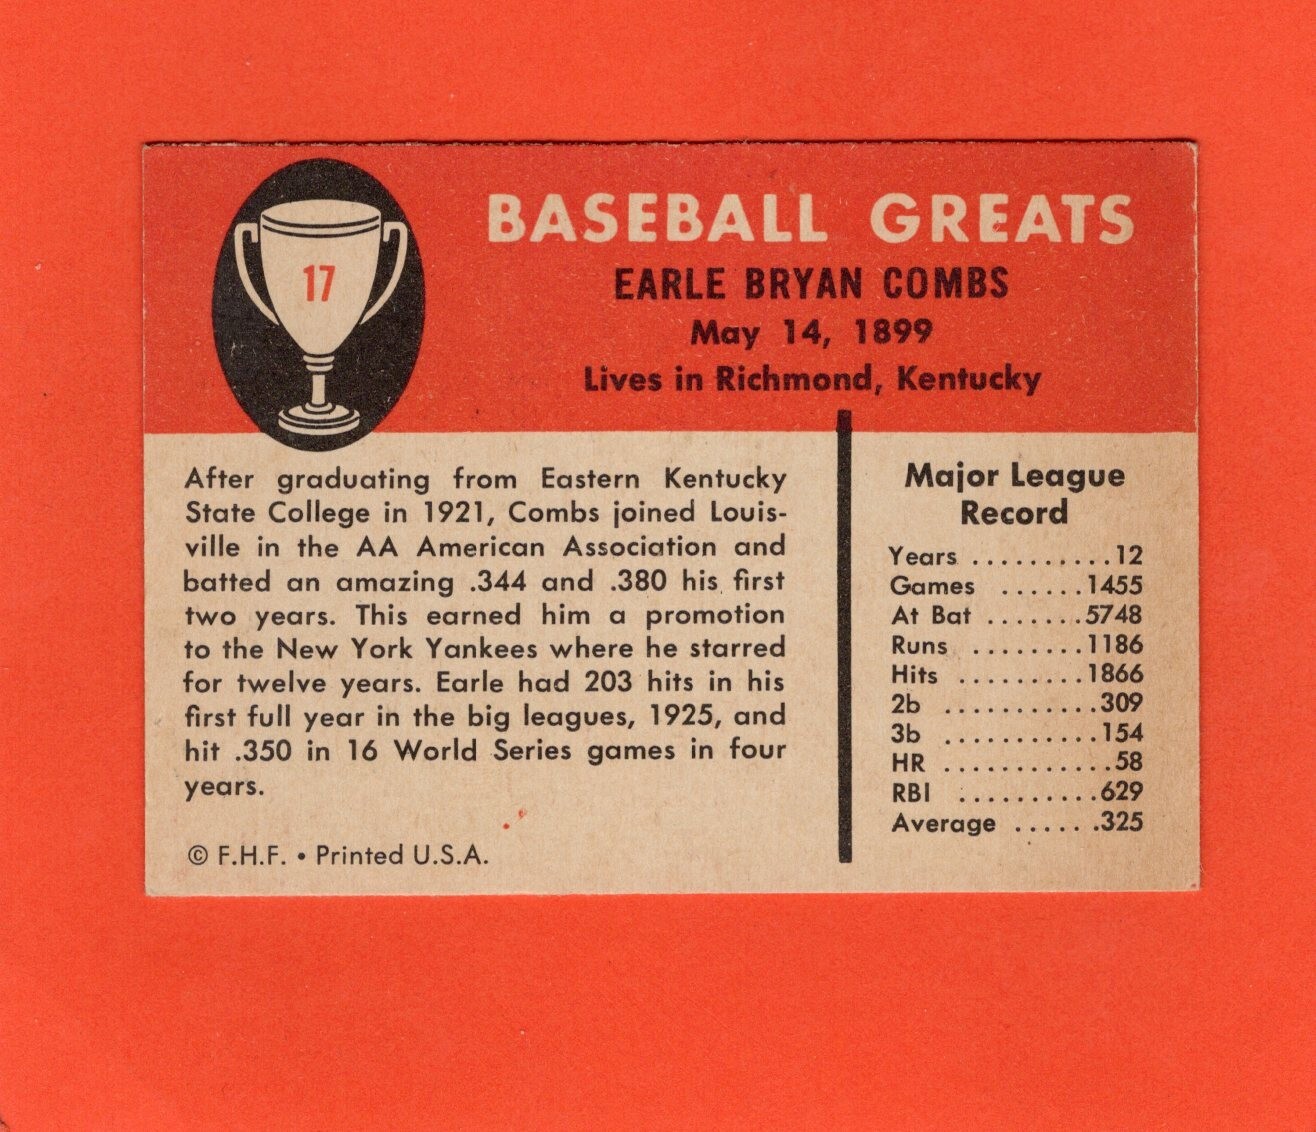 17
BASEBALL GREATS
EARLE BRYAN COMBS
May 14, 1899
Lives in Richmond, Kentucky
After graduating from Eastern Kentucky
State College in 1921, Combs joined Louis-
ville in the AA American Association and
batted an amazing .344 and .380 his first
two years. This earned him a promotion
to the New York Yankees where he starred
for twelve years. Earle had 203 hits in his
first full year in the big leagues, 1925, and
hit .350 in 16 World Series games in four
years.
© F.H.F. • Printed U.S.A.
Major League
Record
Years ..........12
Games ......1455
At Bat .......5748
Runs ........1186
Hits .........1866
2b ...........309
3b ...........154
HR ............58
RBI ..........629
Average ......325